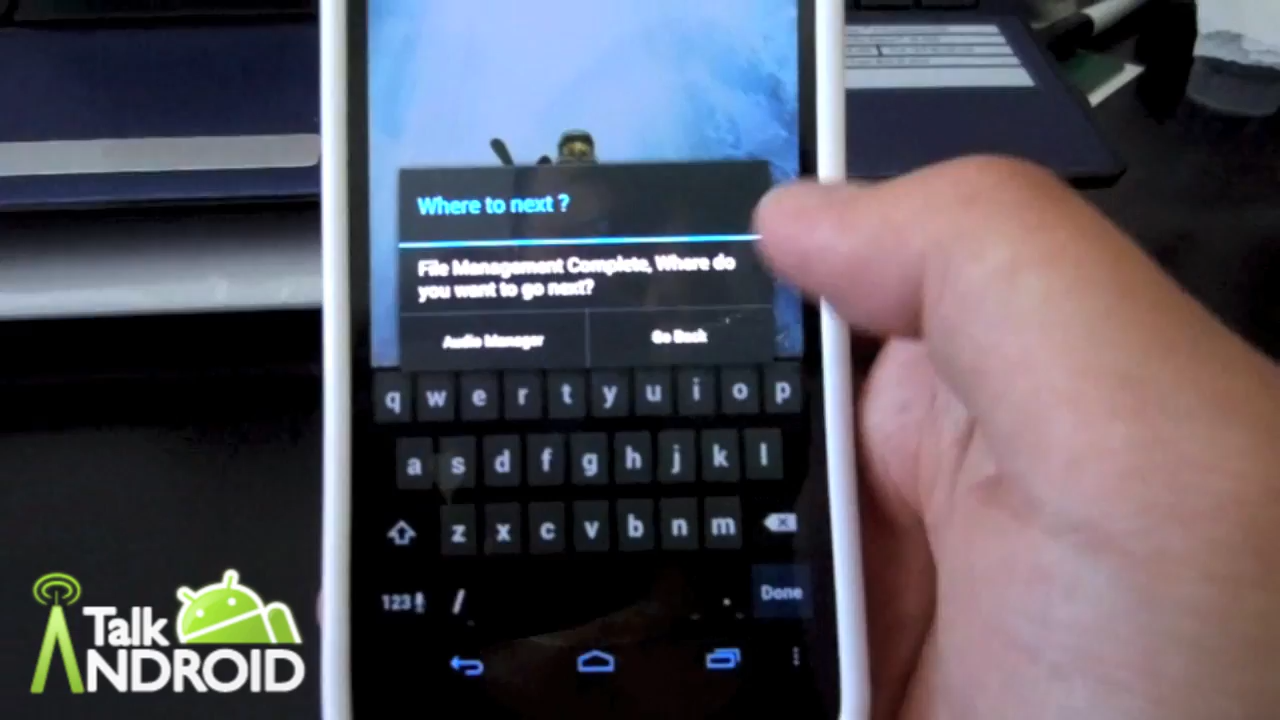 Where to next ?
File Management Complete, Where do
you want to go next?
Audio Manager
Go Back
q w e r t y u i o p
a s d f g h j k l
z x c v b n m
123 / . Done
Talk
ANDROID